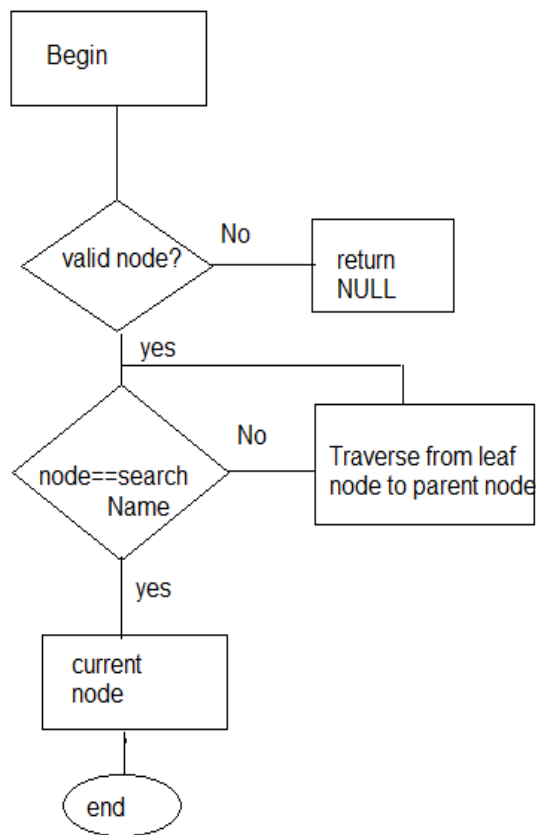 Begin
valid node?
No
return
NULL
yes
node==search
Name
No
Traverse from leaf
node to parent node
yes
current
node
end